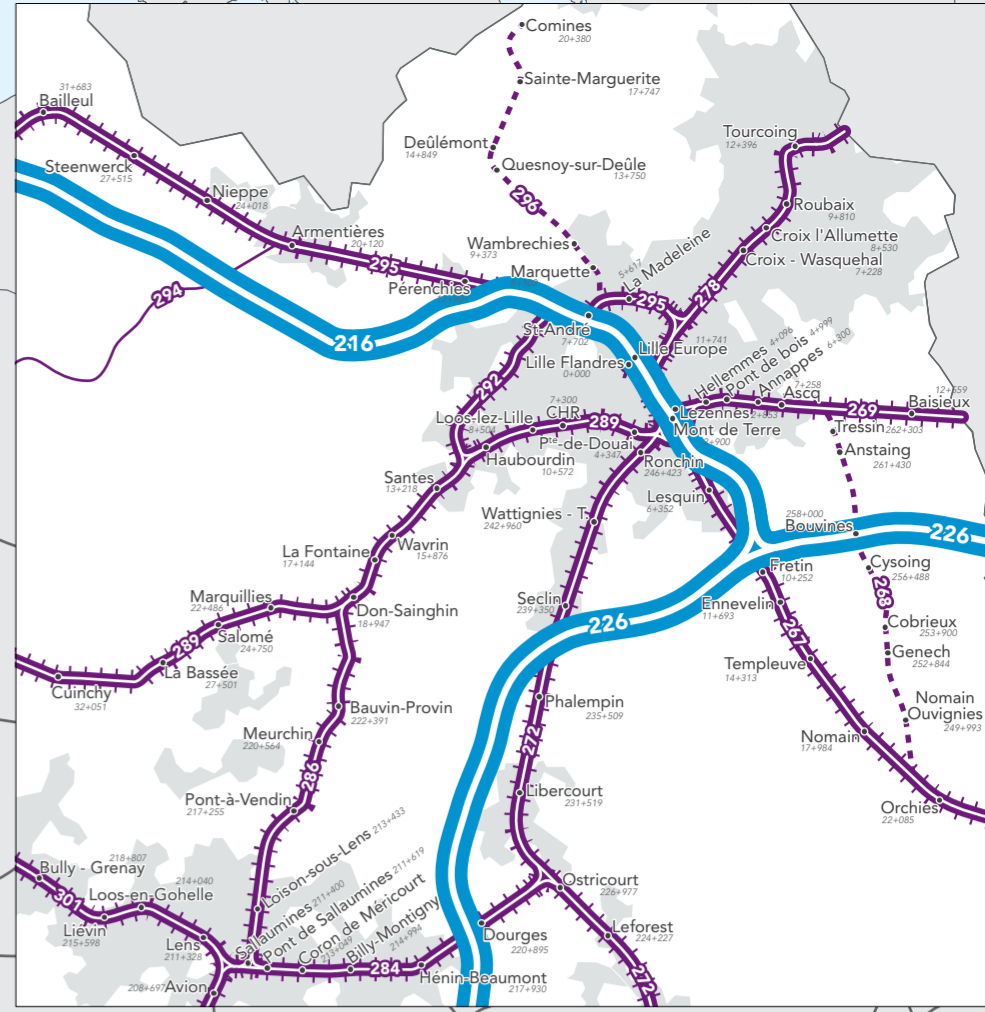 Comines
20+380
Sainte-Marguerite
17+747
Bailleul
31+683
Deûlémont
14+849
Tourcoing
12+396
Steenwerck
27+515
Quesnoy-sur-Deûle
13+750
296
Nieppe
24+018
Roubaix
9+810
Armentières
20+120
Wambrechies
9+373
Croix l'Allumette
8+530
Croix - Wasquehal
7+228
295
Marquette
5+617
La Madeleine
294
Pérenchies
295
278
216
St-André
7+702
Lille Europe
11+741
Lille Flandres
0+000
292
Hellemmes 4+096
Pont de bois 4+999
Annappes 6+300
Ascq
7+258
269
Baisieux
12+559
Lezennes 2+853
Loos-lez-Lille
8+504
CHR
7+300
289
Mont de Terre
Tressin 262+303
Pte-de-Douai
4+347
Haubourdin
10+572
Ronchin
246+423
Anstaing
261+430
Santes
13+218
Lesquin
6+352
Wattignies - T.
242+960
Bouvines
258+000
226
Wavrin
15+876
La Fontaine
17+144
Fretin
10+252
Cysoing
256+488
268
Marquillies
22+486
Don-Sainghin
18+947
Seclin
239+350
Ennevelin
11+693
226
Cobrieux
253+900
Salomé
24+750
289
267
Genech
252+844
La Bassée
27+501
Templeuve
14+313
Cuinchy
32+051
Bauvin-Provin
222+391
Phalempin
235+509
Nomain
Ouvignies
249+993
Meurchin
220+564
272
Nomain
17+984
286
Pont-à-Vendin
217+255
Libercourt
231+519
Orchies
22+085
Loison-sous-Lens 213+433
Bully - Grenay
218+807
301
Loos-en-Gohelle
214+040
Sallaumines 211+400
Pont de Sallaumines 211+619
Coron de Méricourt
213+049
Billy-Montigny
214+994
Ostricourt
226+977
Liévin
215+598
Lens
211+328
Leforest
224+227
Dourges
220+895
284
Hénin-Beaumont
217+930
272
Avion
208+697